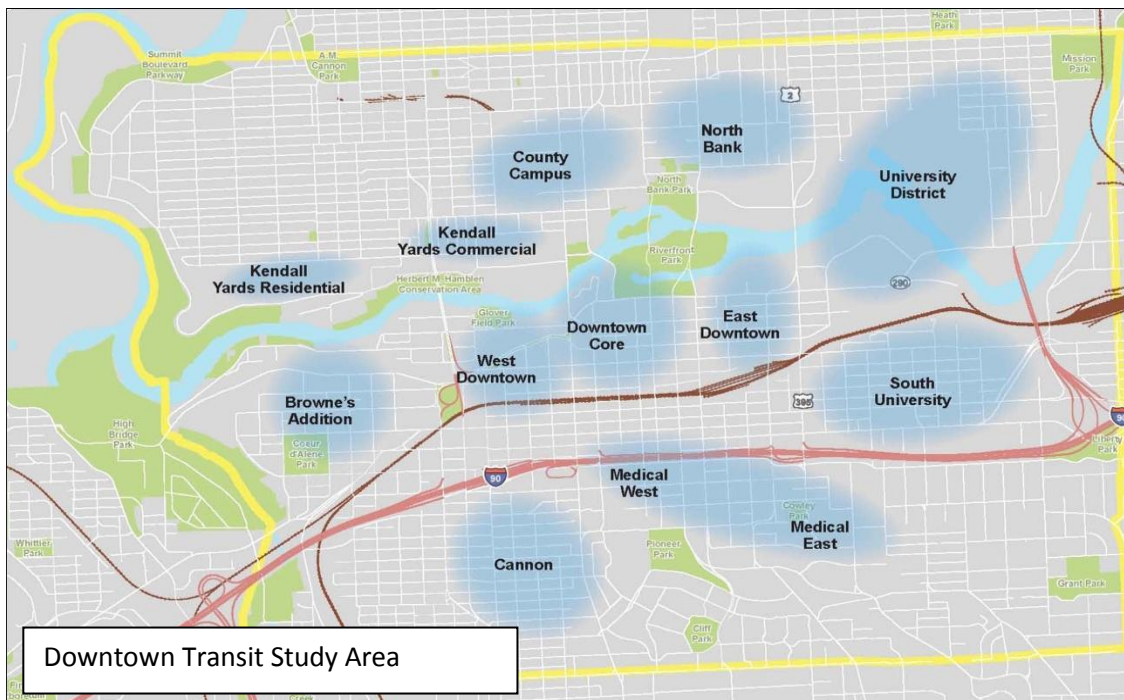 Heath
Park
Summit
Boulevard
Parkway
A M
Cannon
Park
Mission
Park
2
North
Bank
County
Campus
University
District
North
Bank Park
Kendall
Yards Commercial
Riverfront
Park
Kendall
Yards Residential
Herbert M. Hamblen
Conservation Area
290
Glover
Field Park
East
Downtown
Downtown
Core
West
Downtown
South
University
395
Browne's
Addition
High
Bridge
Park
Coeur
d'Alene
Park
90
Liberty
Park
90
Medical
West
Cowley
Park
Medical
East
Whittier
Park
Pioneer
Park
Cannon
Grant Park
Cliff
Park
Downtown Transit Study Area
Creek